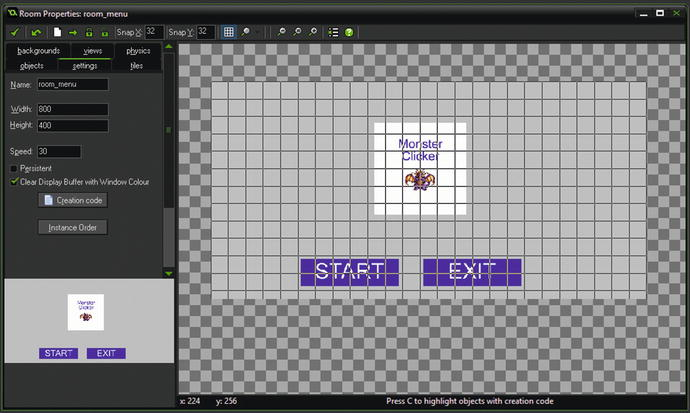 Room Properties: room_menu
Snap X: 32 Snap Y: 32
backgrounds views physics
objects settings tiles
Name: room_menu
Width: 800
Height: 400
Speed: 30
Persistent
Clear Display Buffer with Window Colour
Creation code
Instance Order
Monster
Clicker
START EXIT
Monster
Clicker
START EXIT
x: 224 y: 256 Press C to highlight objects with creation code